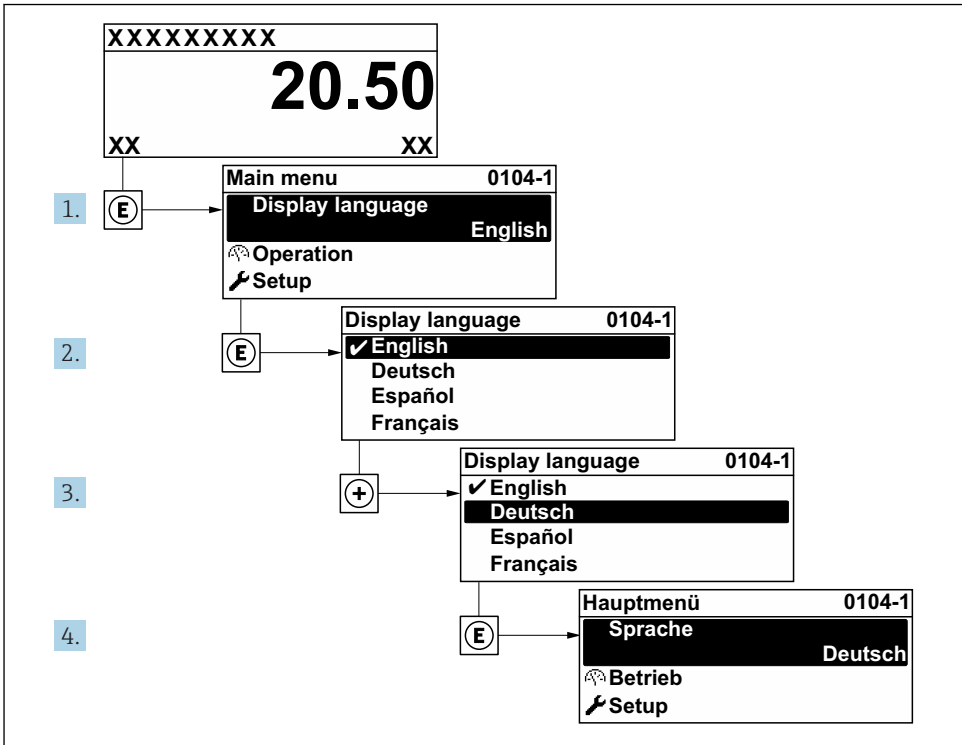 XXXXXXXXX
20.50
XX XX
1. E
Main menu 0104-1
Display language
English
Operation
Setup
2. E
Display language 0104-1
✔English
Deutsch
Español
Français
3. +
Display language 0104-1
✔English
Deutsch
Español
Français
4. E
Hauptmenü 0104-1
Sprache
Deutsch
Betrieb
Setup